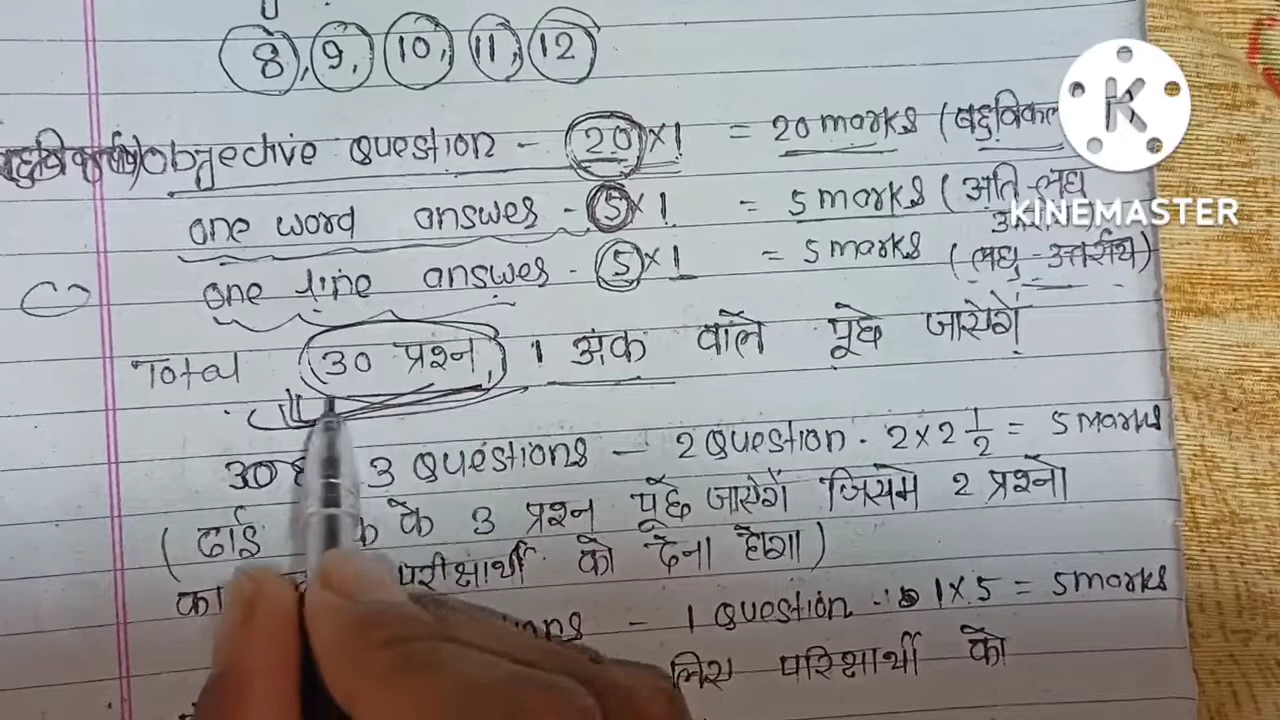 8, 9, 10, 11, 12
objective Question - 20×1 = 20 marks (बहुविकल
one word answer - 5×1 = 5 marks (अति-लघु
one line answer - 5×1 = 5 marks (लघु-उत्तरीय)
Total (30 प्रश्न) 1 अंक वाले पूछे जायेगें
3 Questions - 2 Question . 2×2 1/2 = 5 Marks
(ढाई के 3 प्रश्न पूछे जाऐगें जिसमे 2 प्रश्नो
का परीक्षार्थी को देना होगा)
- 1 Question - 1×5 = 5 marks
लिए परिक्षार्थी को
K
KINEMASTER